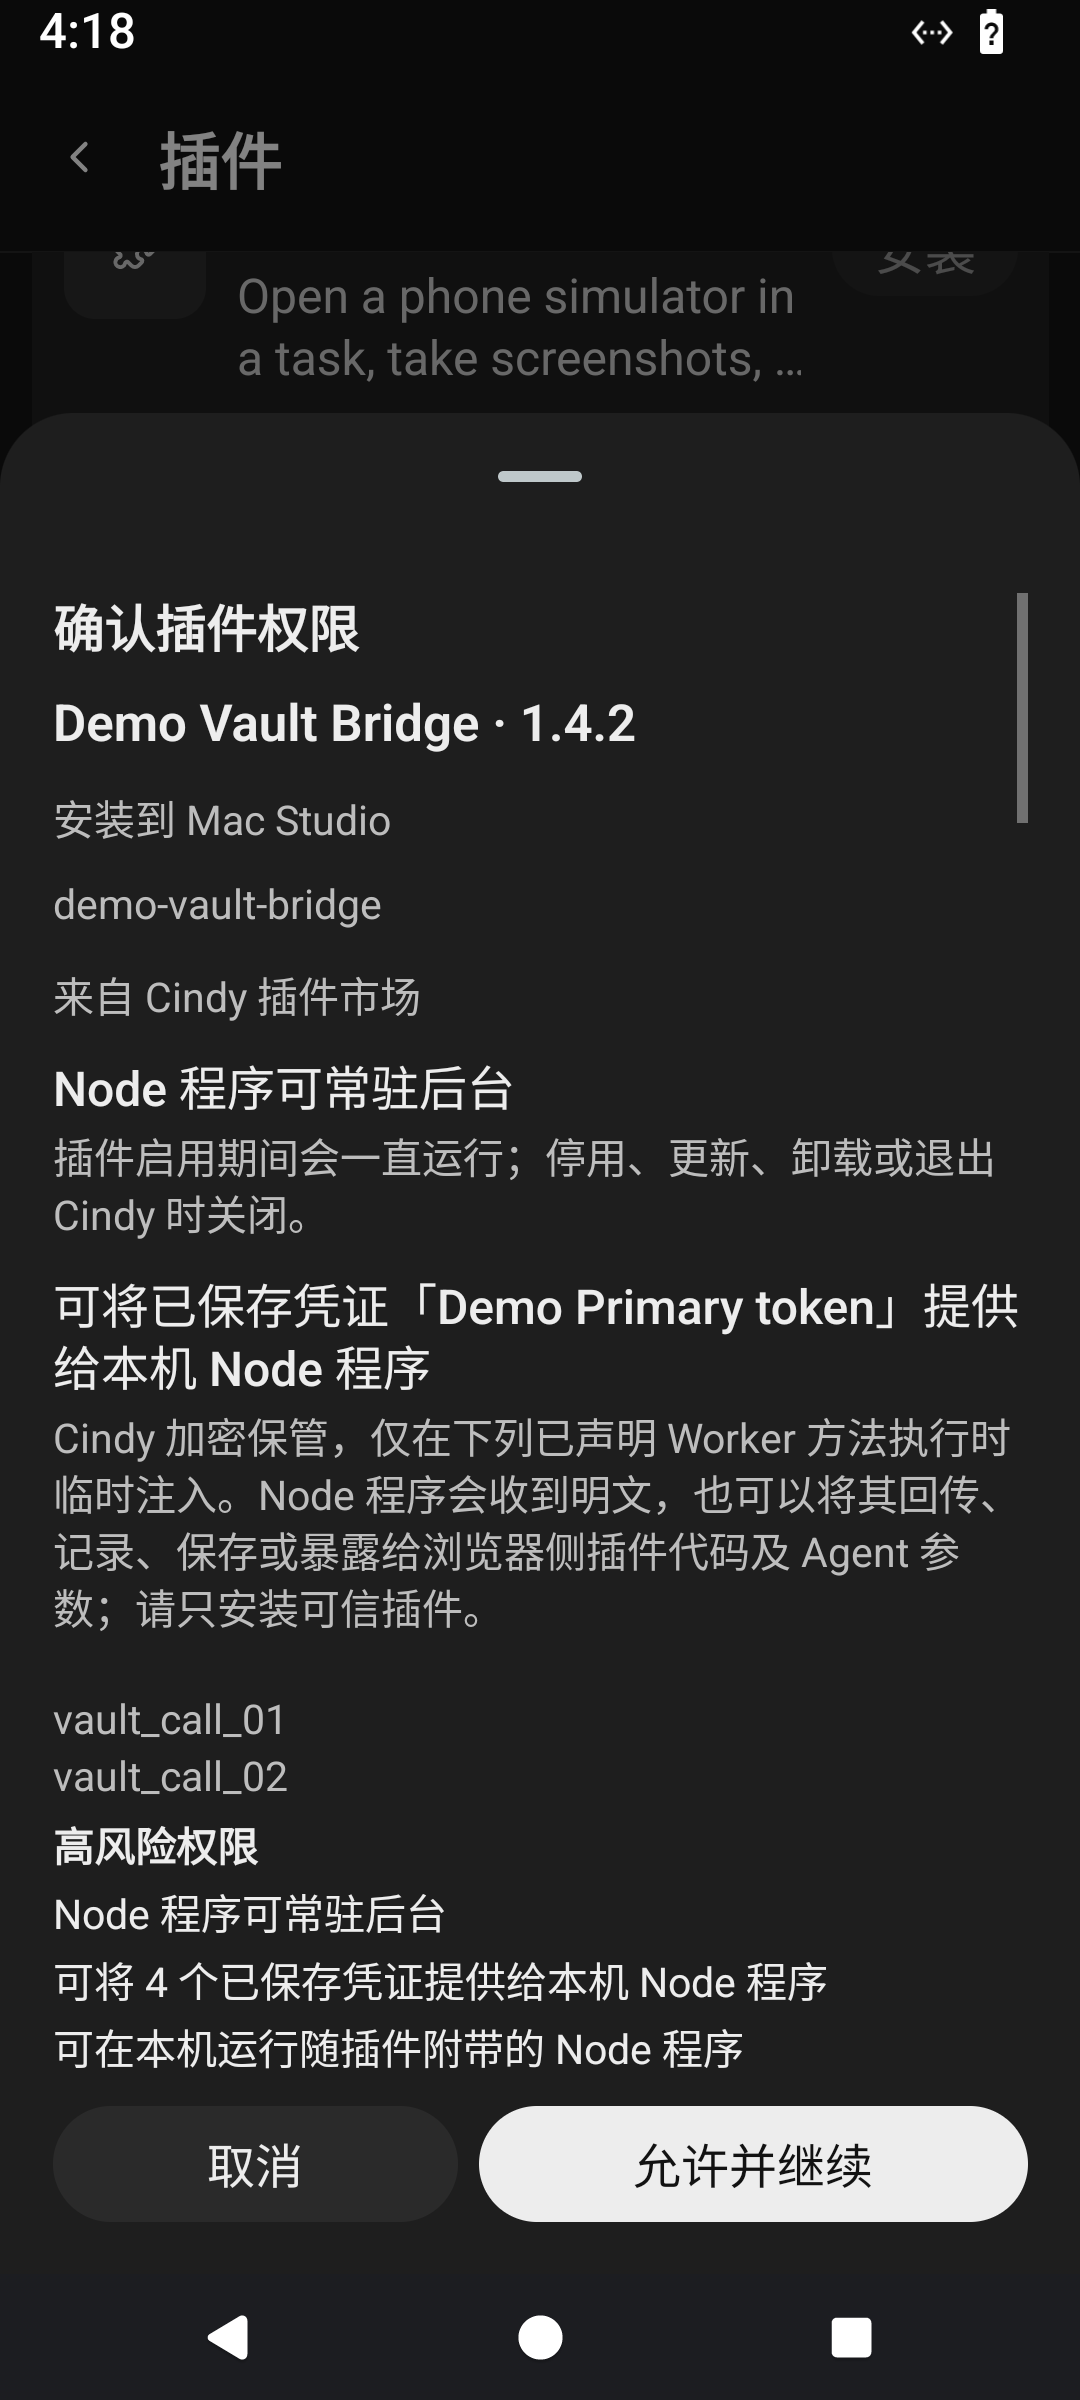 4:18
插件
安装
Open a phone simulator in
a task, take screenshots, …
确认插件权限
Demo Vault Bridge · 1.4.2
安装到 Mac Studio
demo-vault-bridge
来自 Cindy 插件市场
Node 程序可常驻后台
插件启用期间会一直运行；停用、更新、卸载或退出
Cindy 时关闭。
可将已保存凭证「Demo Primary token」提供
给本机 Node 程序
Cindy 加密保管，仅在下列已声明 Worker 方法执行时
临时注入。Node 程序会收到明文，也可以将其回传、
记录、保存或暴露给浏览器侧插件代码及 Agent 参
数；请只安装可信插件。
vault_call_01
vault_call_02
高风险权限
Node 程序可常驻后台
可将 4 个已保存凭证提供给本机 Node 程序
可在本机运行随插件附带的 Node 程序
取消
允许并继续